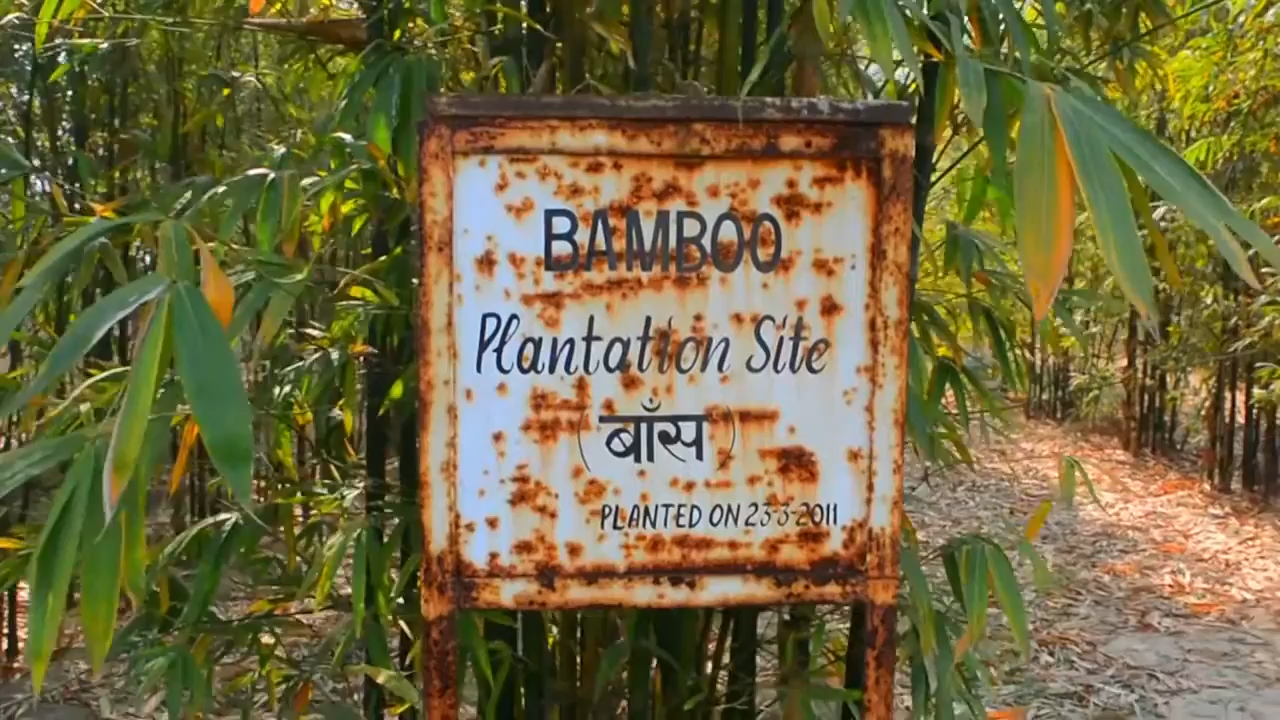 BAMBOO
Plantation Site
(बाँस)
PLANTED ON 23-3-2011